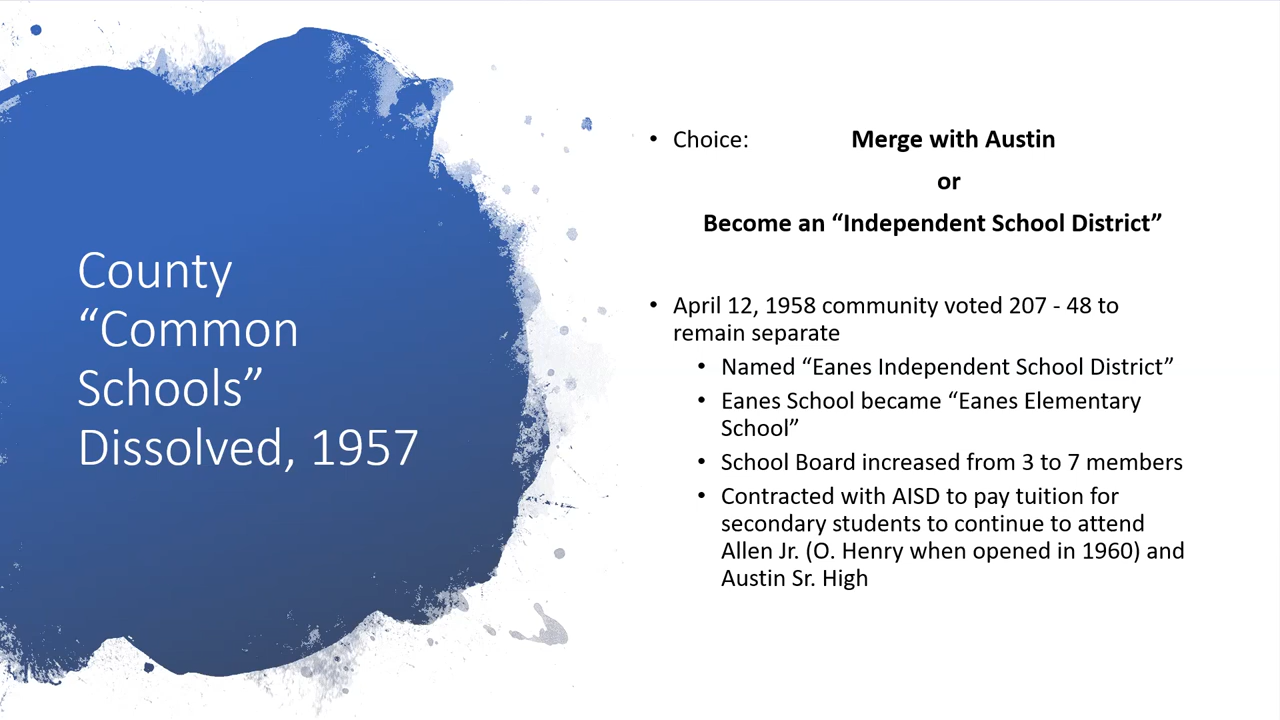 County
“Common
Schools”
Dissolved, 1957
• Choice: Merge with Austin
or
Become an “Independent School District”
• April 12, 1958 community voted 207 - 48 to
remain separate
• Named “Eanes Independent School District”
• Eanes School became “Eanes Elementary
School”
• School Board increased from 3 to 7 members
• Contracted with AISD to pay tuition for
secondary students to continue to attend
Allen Jr. (O. Henry when opened in 1960) and
Austin Sr. High